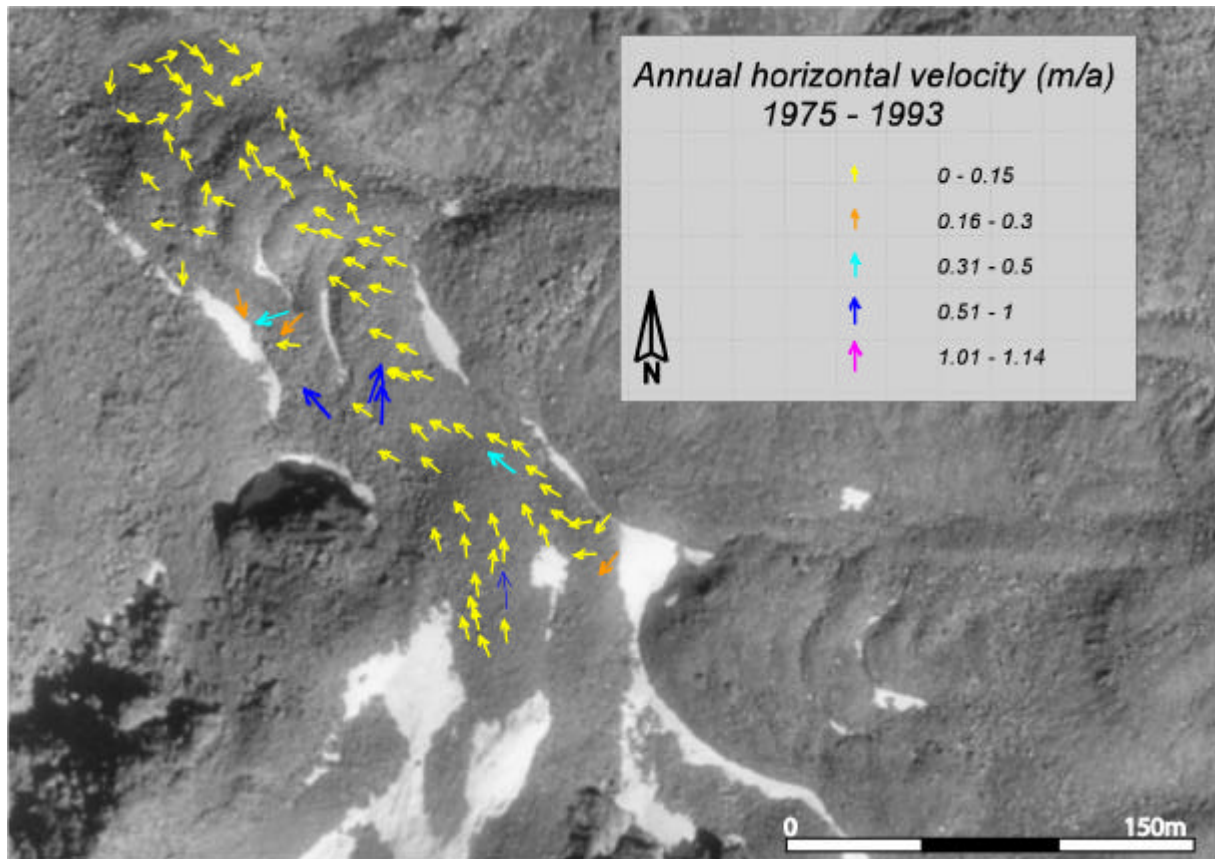 Annual horizontal velocity (m/a)
1975 - 1993
0 - 0.15
0.16 - 0.3
0.31 - 0.5
0.51 - 1
1.01 - 1.14
N
0 150m